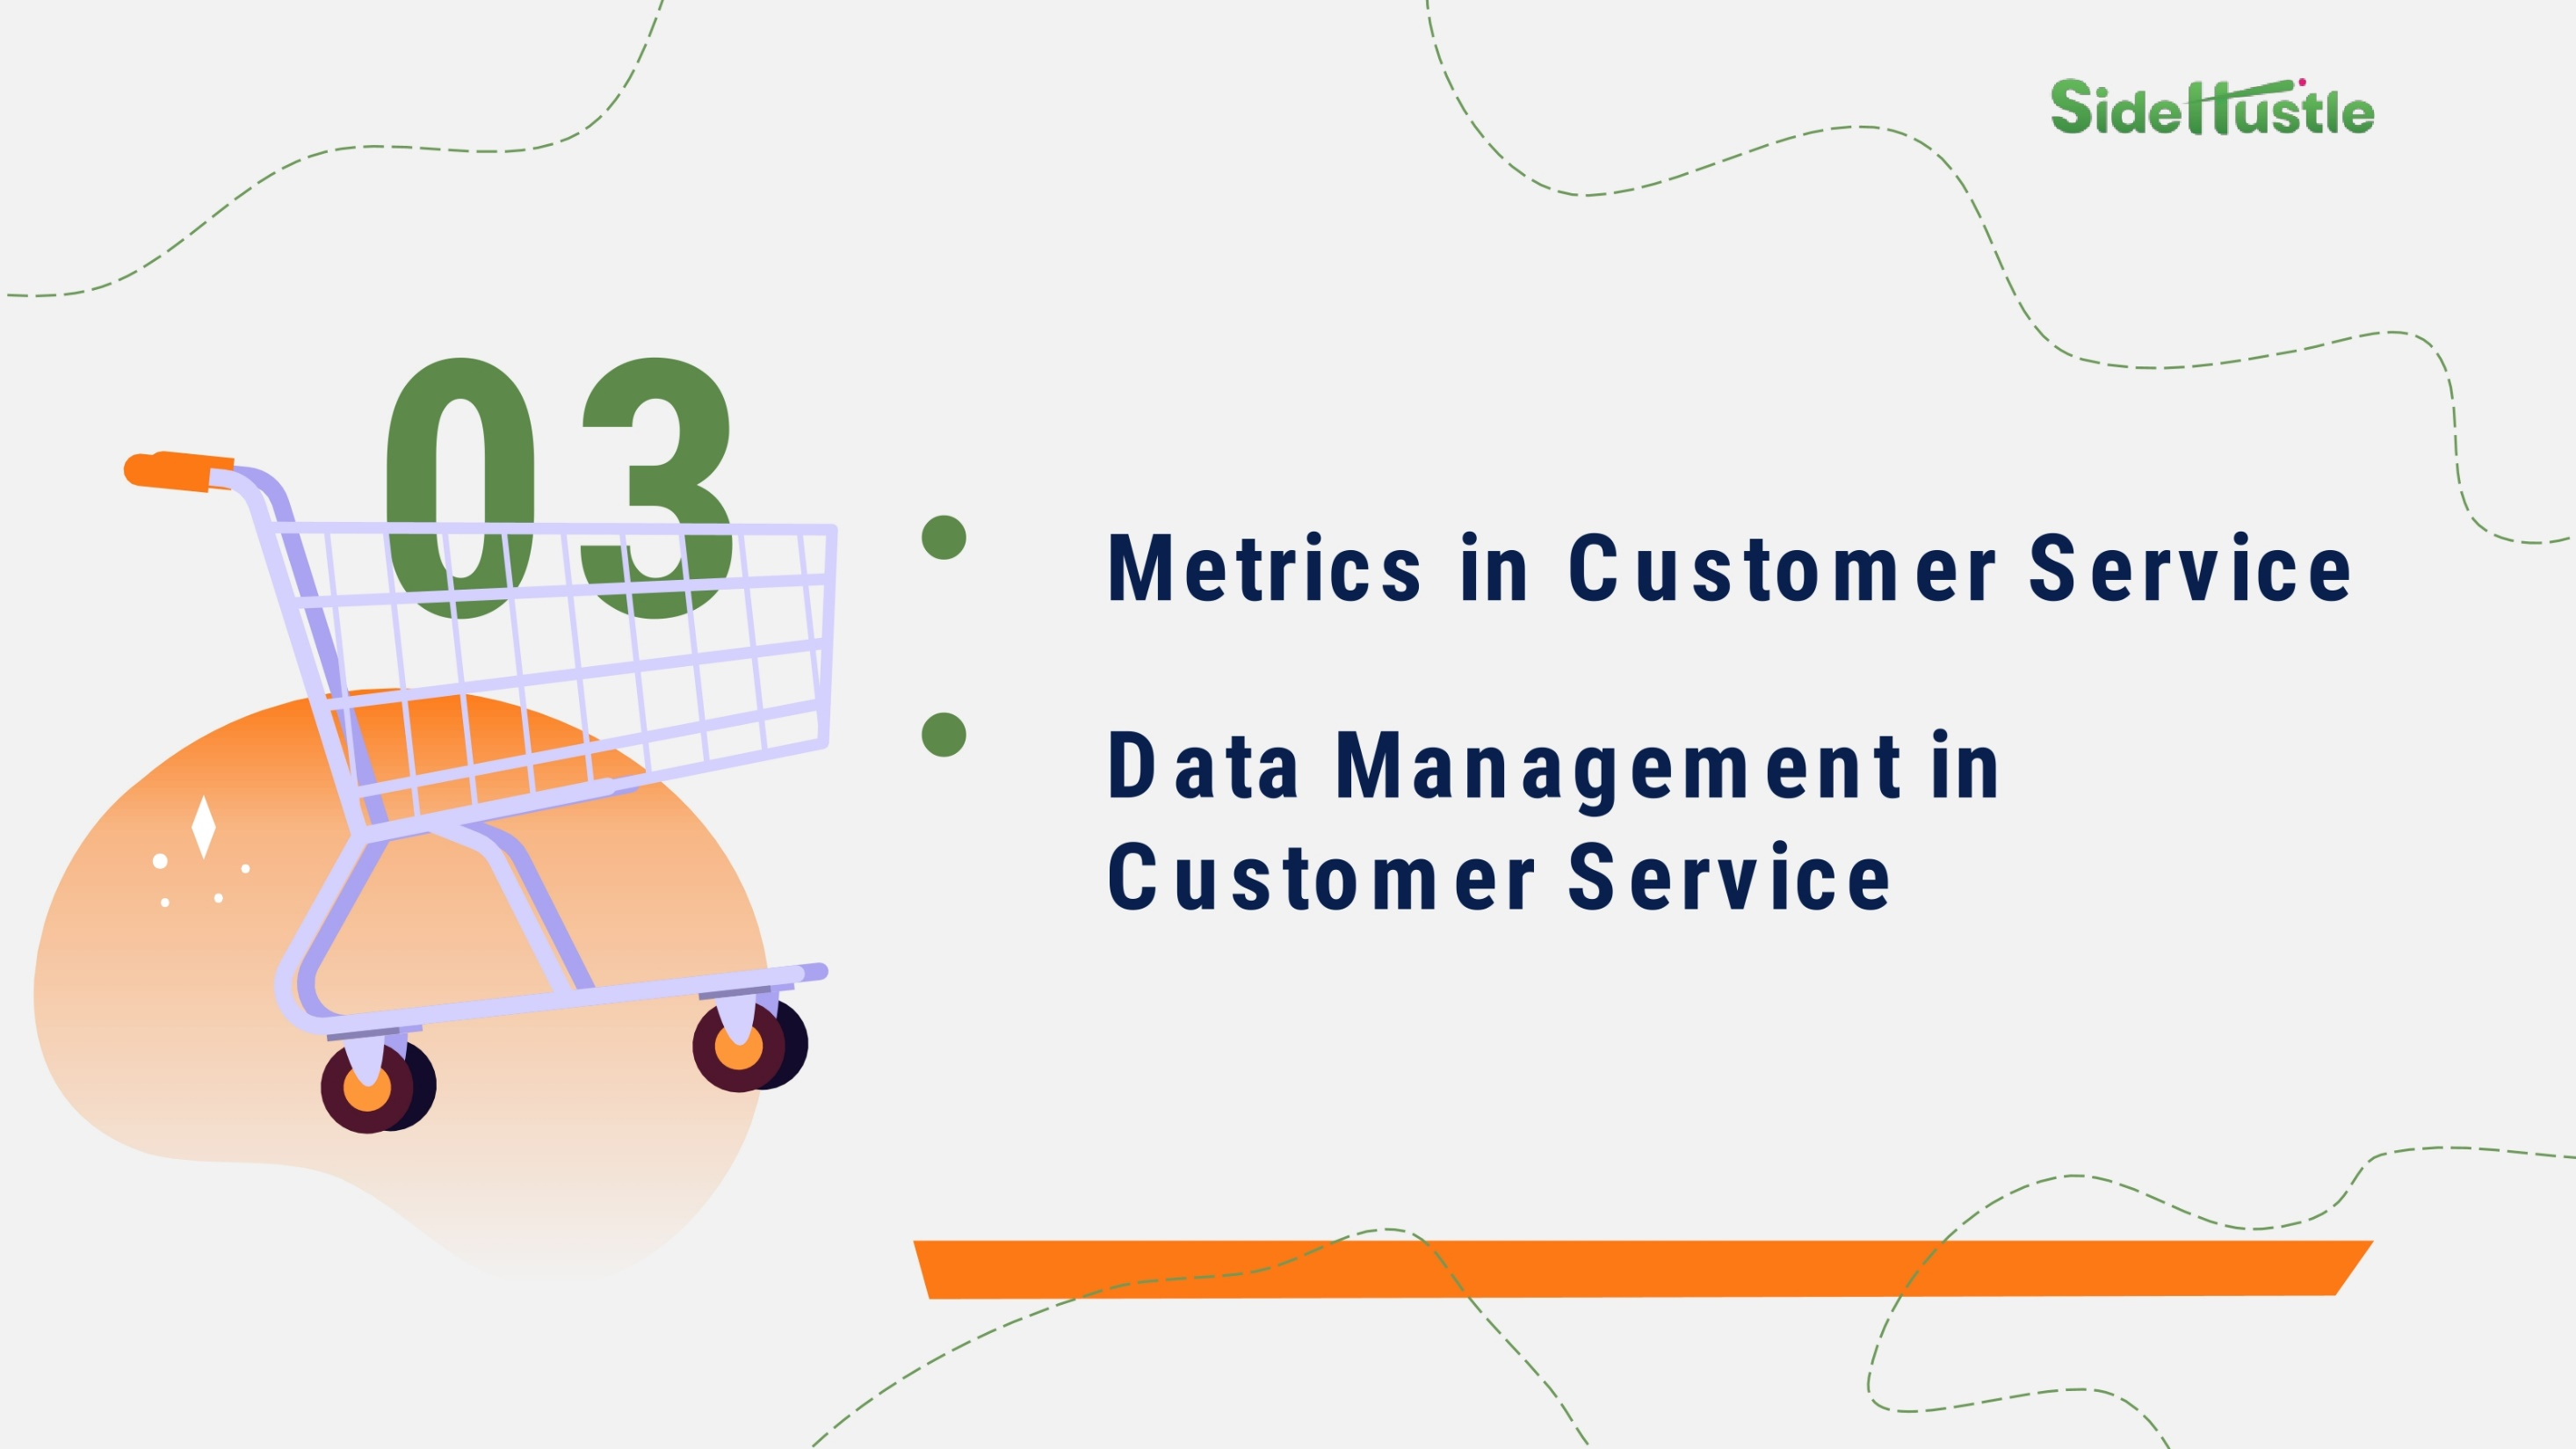 SideHustle
03
Metrics in Customer Service
Data Management in
Customer Service